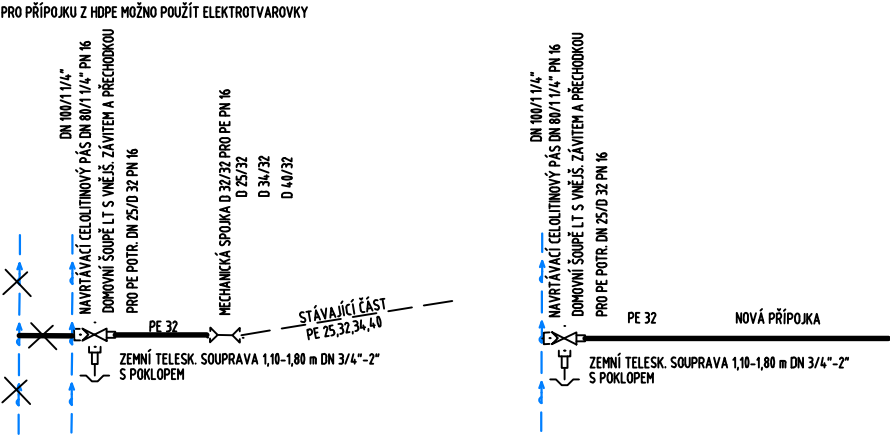 PRO PŘÍPOJKU Z HDPE MOŽNO POUŽÍT ELEKTROTVAROVKY
DN 100/1 1/4"
NAVRTÁVACÍ CELOLITINOVÝ PÁS DN 80/1 1/4" PN 16
DOMOVNÍ ŠOUPĚ LT S VNĚJŠ. ZÁVITEM A PŘECHODKOU
PRO PE POTR. DN 25/D 32 PN 16
MECHANICKÁ SPOJKA D 32/32 PRO PE PN 16
D 25/32
D 34/32
D 40/32
PE 32
STÁVAJÍCÍ ČÁST
PE 25,32,34,40
ZEMNÍ TELESK. SOUPRAVA 1,10-1,80 m DN 3/4"-2"
S POKLOPEM
DN 100/1 1/4"
NAVRTÁVACÍ CELOLITINOVÝ PÁS DN 80/1 1/4" PN 16
DOMOVNÍ ŠOUPĚ LT S VNĚJŠ. ZÁVITEM A PŘECHODKOU
PRO PE POTR. DN 25/D 32 PN 16
PE 32
NOVÁ PŘÍPOJKA
ZEMNÍ TELESK. SOUPRAVA 1,10-1,80 m DN 3/4"-2"
S POKLOPEM